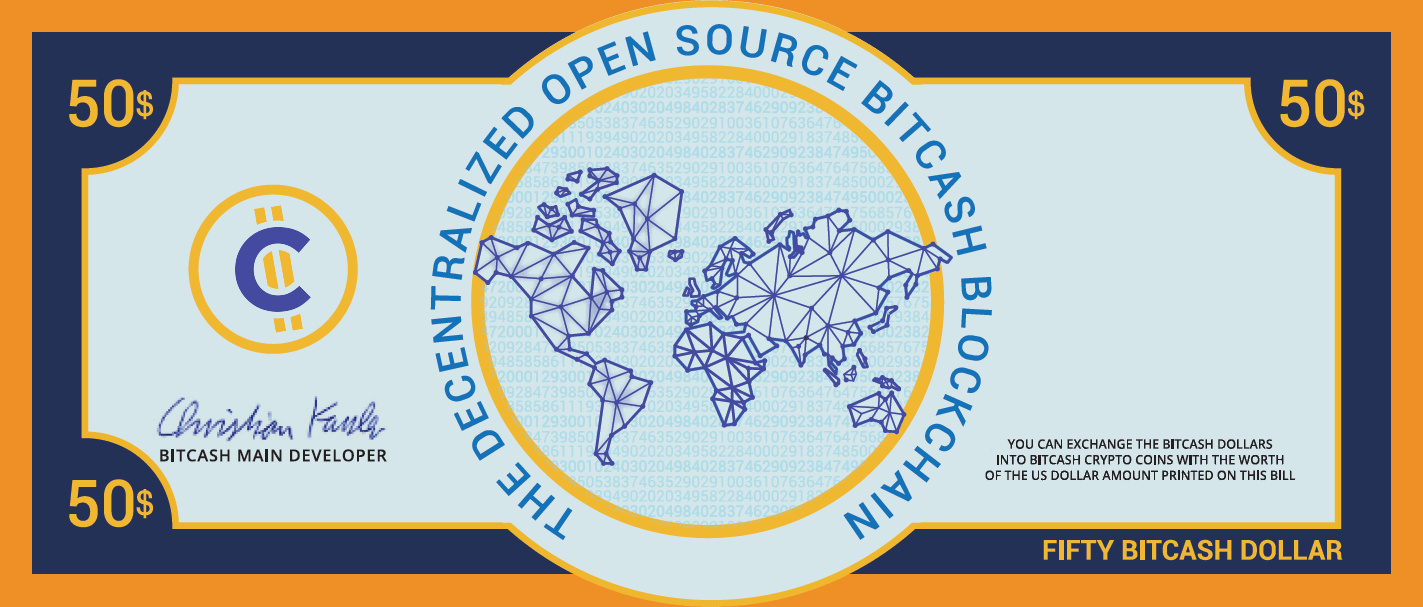 50$
THE DECENTRALIZED OPEN SOURCE BITCASH BLOCKCHAIN
50$
Christian
BITCASH MAIN DEVELOPER
YOU CAN EXCHANGE THE BITCASH DOLLARS
INTO BITCASH CRYPTO COINS WITH THE WORTH
OF THE US DOLLAR AMOUNT PRINTED ON THIS BILL
50$
FIFTY BITCASH DOLLAR